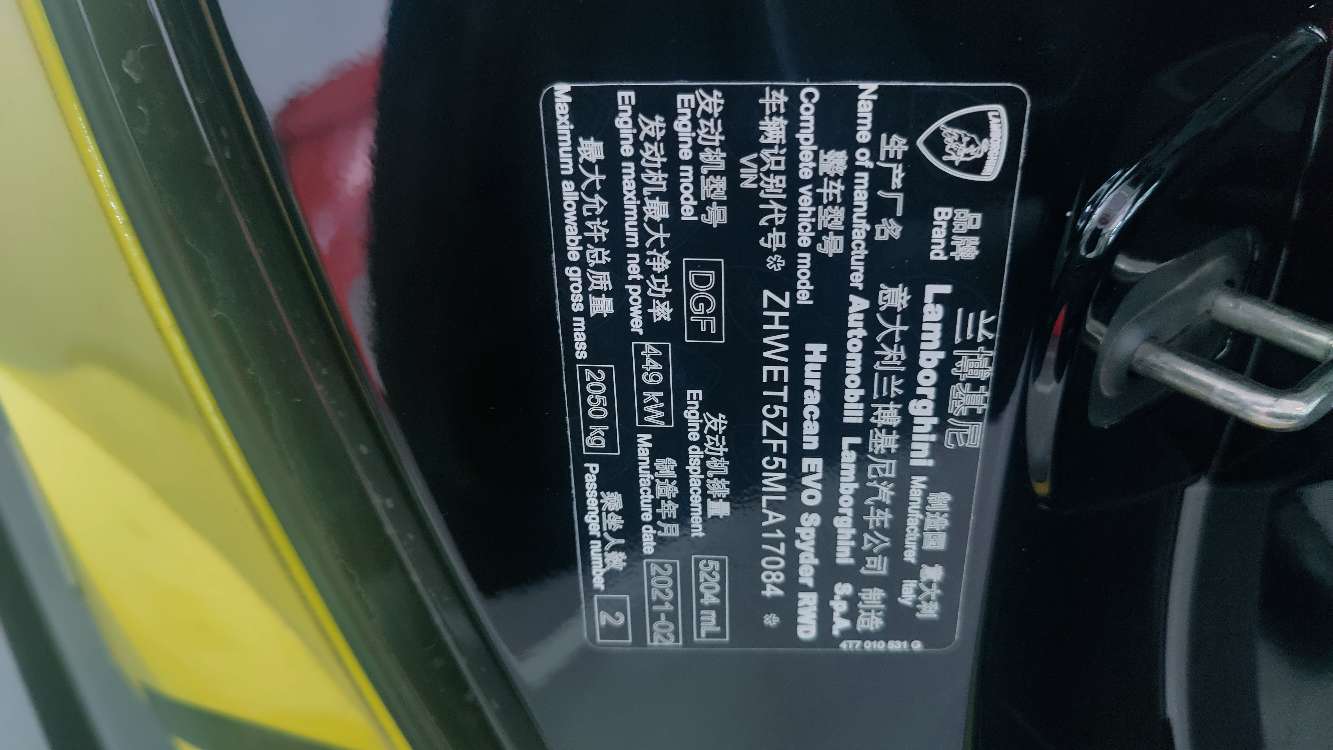 LAMBORGHINI
品牌 兰博基尼 制造国 意大利
Brand Lamborghini Manufacturer Italy
生产厂名 意大利兰博基尼汽车公司 制造
Name of manufacturer Automobili Lamborghini S.p.A.
4T7 010 531 G
整车型号
Complete vehicle model Huracan EVO Spyder RWD
车辆识别代号* ZHWET5ZF5MLA17084 *
VIN
发动机型号 DGF 发动机排量 5204 mL
Engine model Engine displacement
发动机最大净功率 449 kW 制造年月 2021-02
Engine maximum net power Manufacture date
最大允许总质量 2050 kg 乘坐人数 2
Maximum allowable gross mass Passenger number